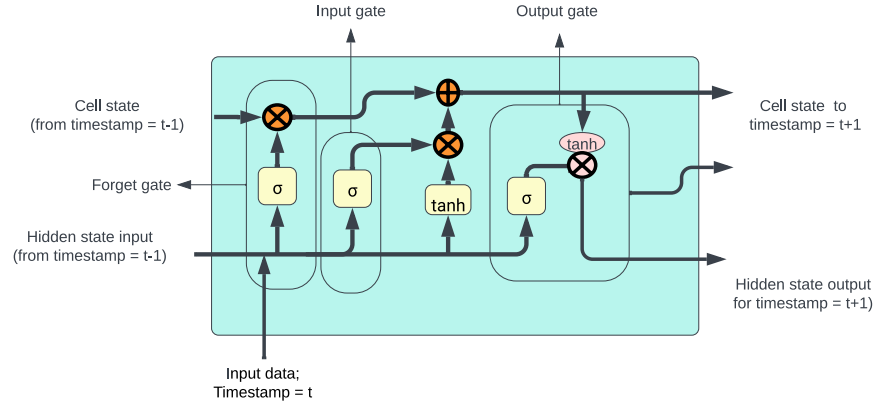 Input gate
Output gate
Cell state
(from timestamp = t-1)
Cell state to
timestamp = t+1
tanh
Forget gate
σ
σ
tanh
σ
Hidden state input
(from timestamp = t-1)
Hidden state output
for timestamp = t+1)
Input data;
Timestamp = t